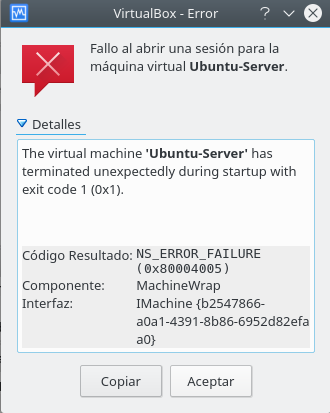 VirtualBox - Error
Fallo al abrir una sesión para la
máquina virtual Ubuntu-Server.
Detalles
The virtual machine 'Ubuntu-Server' has
terminated unexpectedly during startup with
exit code 1 (0x1).
Código Resultado: NS_ERROR_FAILURE
(0x80004005)
Componente: MachineWrap
Interfaz: IMachine {b2547866-
a0a1-4391-8b86-6952d82efa
a0}
Copiar Aceptar